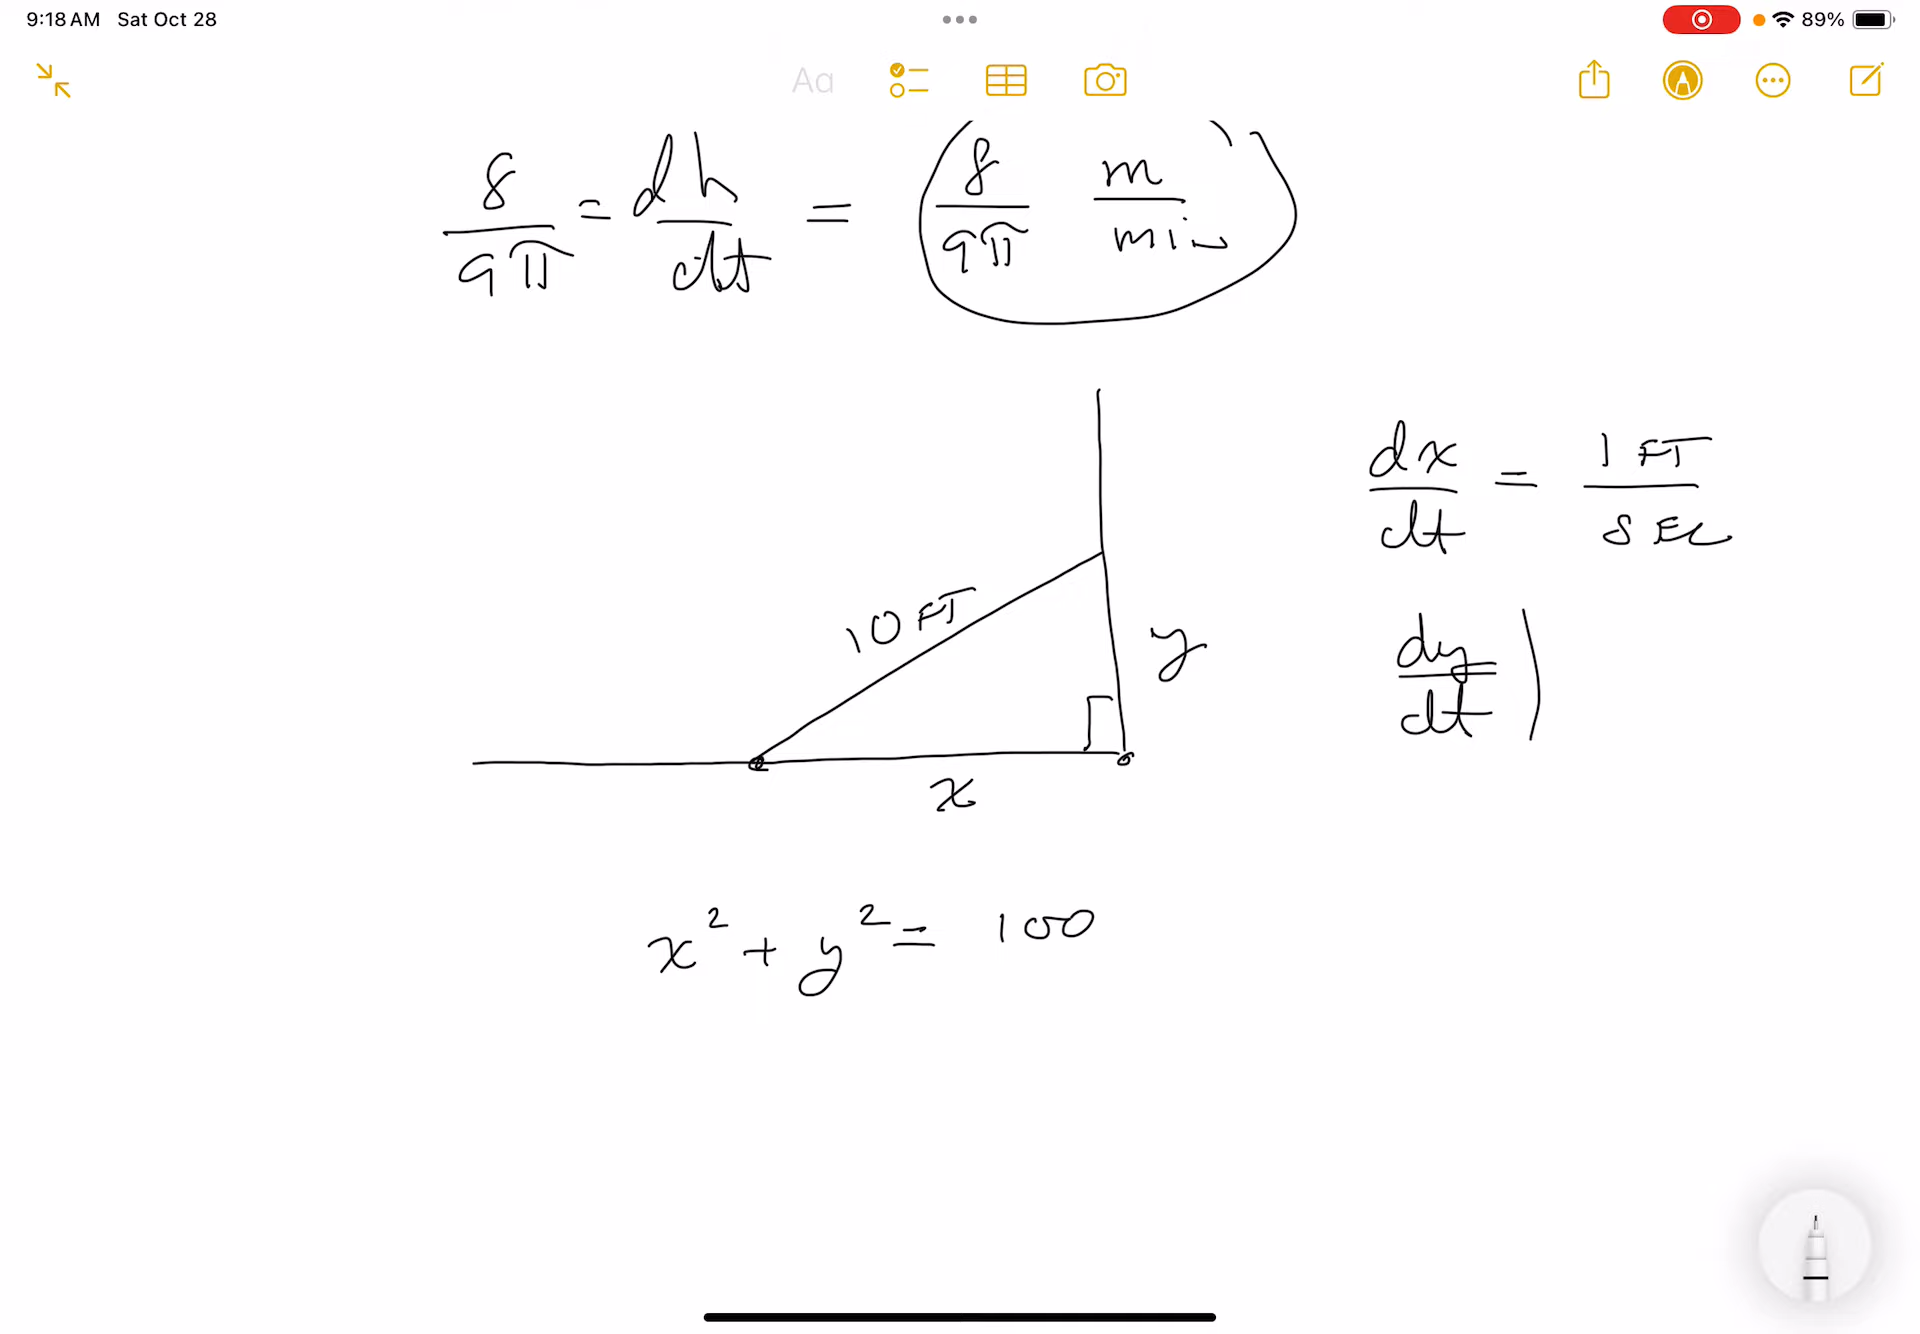 9:18 AM Sat Oct 28
89%
Aa
8/9π = dh/dt = 8/9π m/min
dx/dt = 1 FT/SEC
10 FT
y
dy/dt |
x
x² + y² = 100